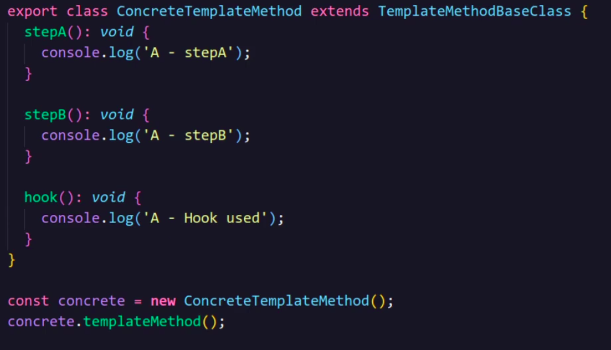 export class ConcreteTemplateMethod extends TemplateMethodBaseClass {
  stepA(): void {
    console.log('A - stepA');
  }

  stepB(): void {
    console.log('A - stepB');
  }

  hook(): void {
    console.log('A - Hook used');
  }
}

const concrete = new ConcreteTemplateMethod();
concrete.templateMethod();